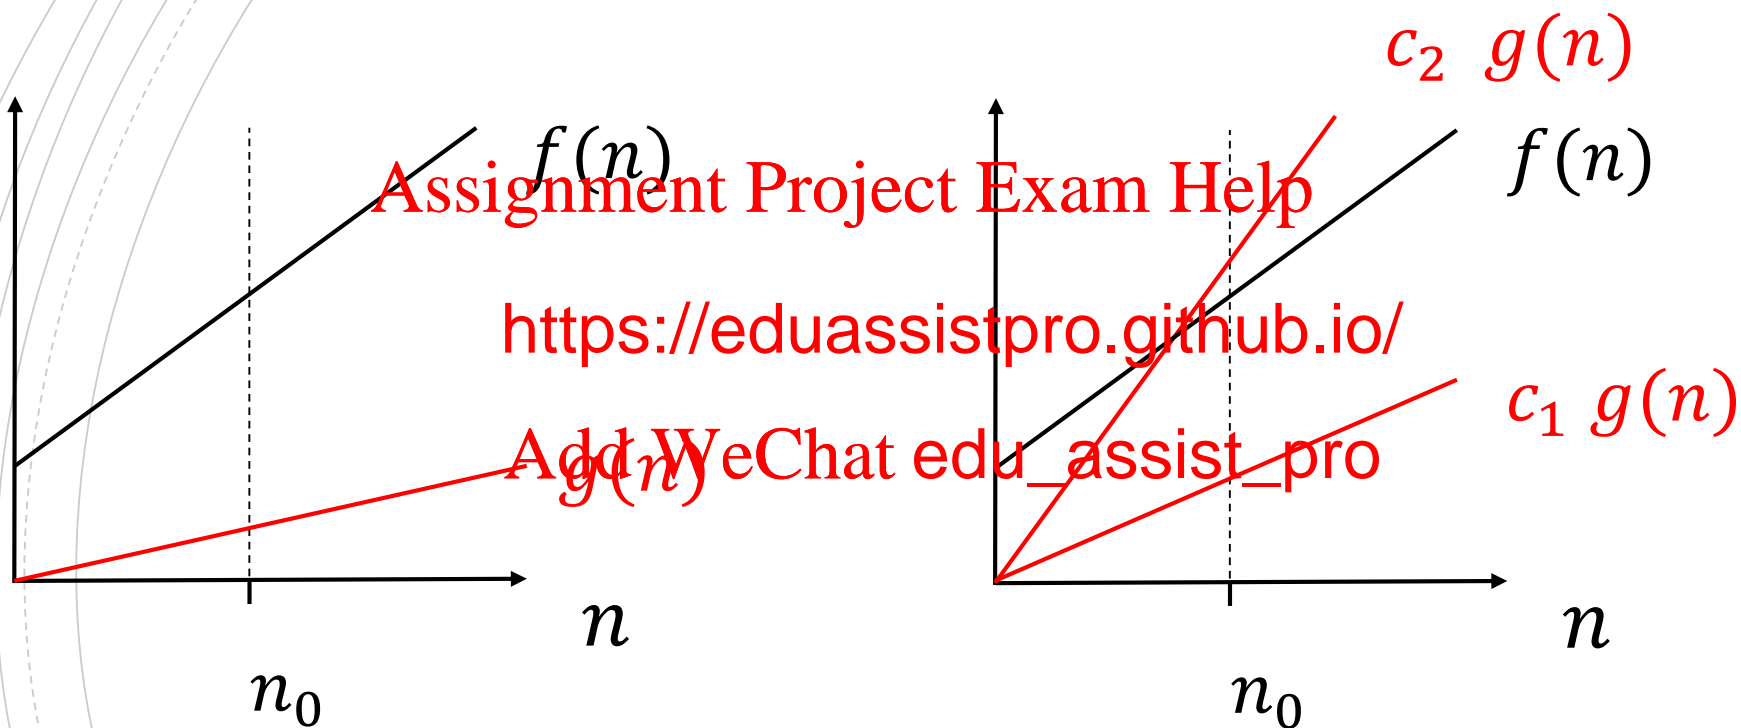 c₂ g(n)
f(n)
f(n)
Assignment Project Exam Help
https://eduassistpro.github.io/
c₁ g(n)
g(n)
Add WeChat edu_assist_pro
n
n
n₀
n₀